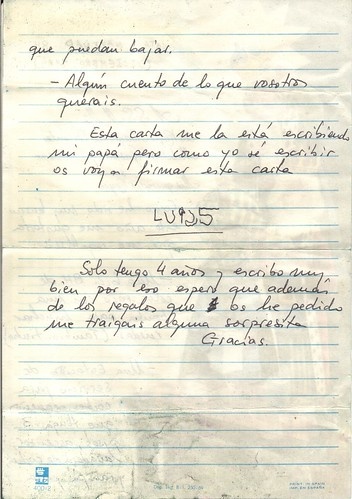 que puedan bajar.
- Algún cuento de lo que vosotros
querais.
Esta carta me la está escribiendo
mi papá pero como yo sé escribir
os voy a firmar esta carta
LUIS
Solo tengo 4 años y escribo muy
bien por eso espero que además
de los regalos que os he pedido
me traigais alguna sorpresita
Gracias.